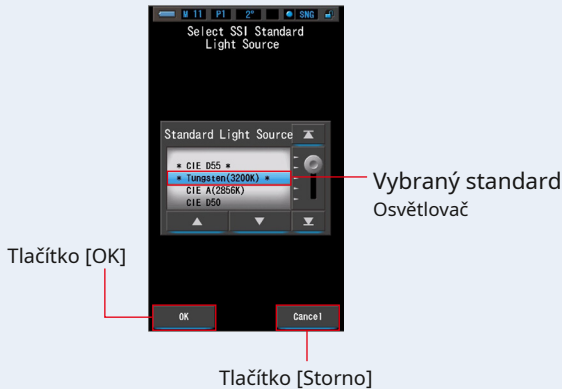 M 11 P1 2° SNG
Select SSI Standard
Light Source
Standard Light Source
* CIE D55 *
* Tungsten(3200K) *
CIE A(2856K)
CIE D50
Vybraný standard
Osvětlovač
Tlačítko [OK]
OK
Cancel
Tlačítko [Storno]